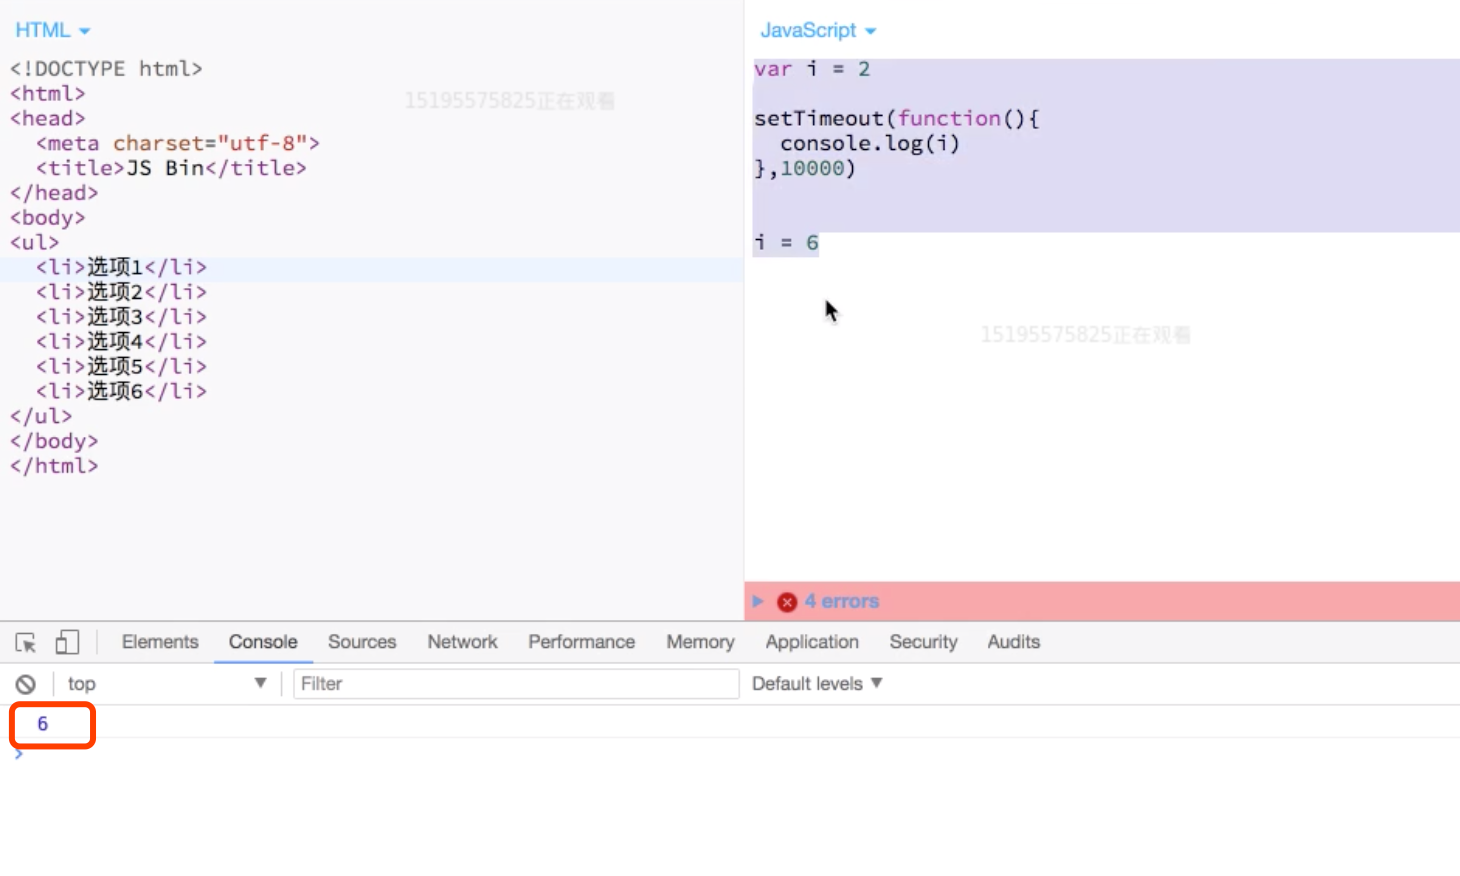 HTML
<!DOCTYPE html>
<html>
<head>
<meta charset="utf-8">
<title>JS Bin</title>
</head>
<body>
<ul>
<li>选项1</li>
<li>选项2</li>
<li>选项3</li>
<li>选项4</li>
<li>选项5</li>
<li>选项6</li>
</ul>
</body>
</html>
15195575825正在观看
JavaScript
var i = 2
setTimeout(function(){
console.log(i)
},10000)
i = 6
15195575825正在观看
4 errors
Elements Console Sources Network Performance Memory Application Security Audits
top Filter Default levels
6
>